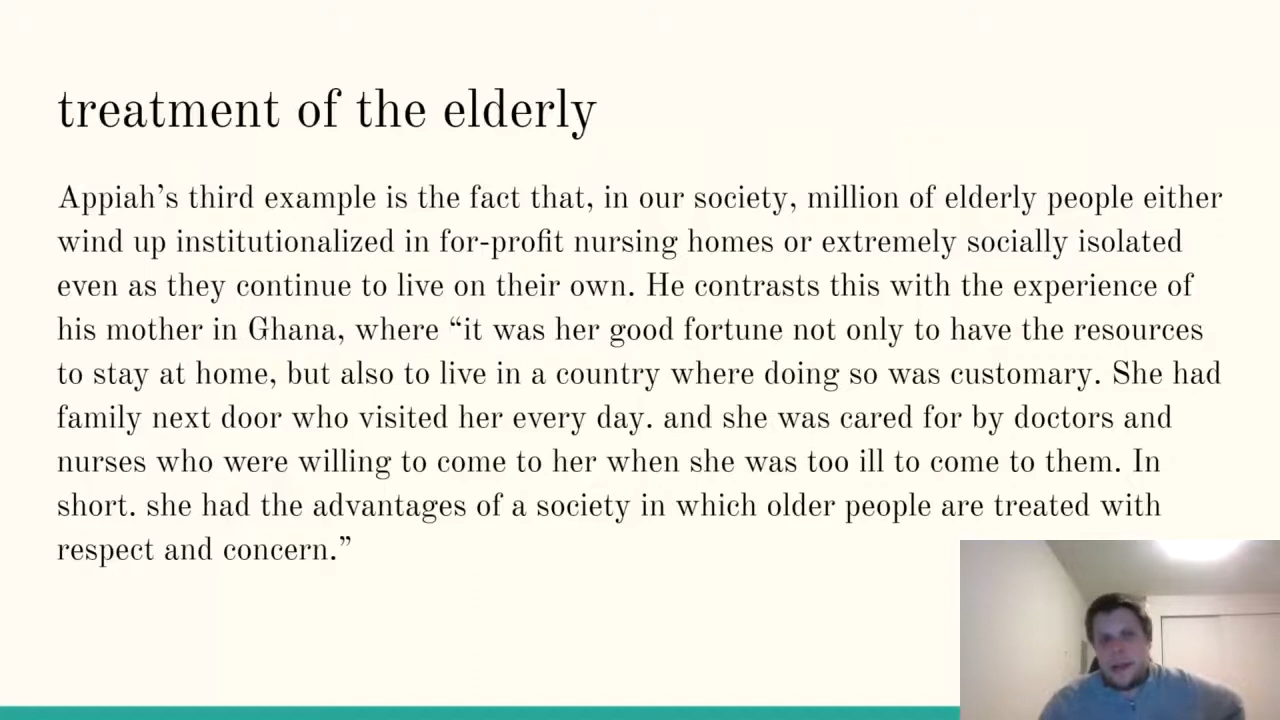 treatment of the elderly
Appiah’s third example is the fact that, in our society, million of elderly people either
wind up institutionalized in for-profit nursing homes or extremely socially isolated
even as they continue to live on their own. He contrasts this with the experience of
his mother in Ghana, where “it was her good fortune not only to have the resources
to stay at home, but also to live in a country where doing so was customary. She had
family next door who visited her every day. and she was cared for by doctors and
nurses who were willing to come to her when she was too ill to come to them. In
short. she had the advantages of a society in which older people are treated with
respect and concern.”